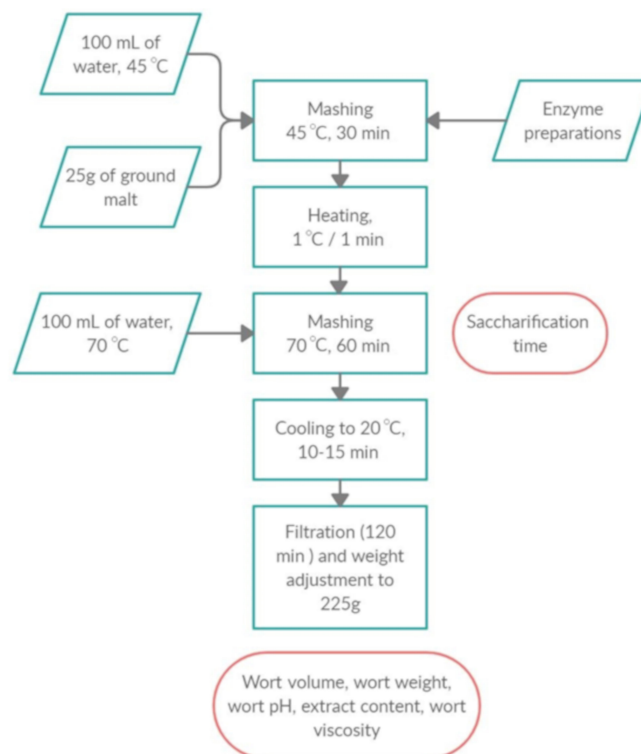 100 mL of
water, 45 °C
Mashing
45 °C, 30 min
Enzyme
preparations
25g of ground
malt
Heating,
1 °C / 1 min
100 mL of water,
70 °C
Mashing
70 °C, 60 min
Saccharification
time
Cooling to 20 °C,
10-15 min
Filtration (120
min ) and weight
adjustment to
225g
Wort volume, wort weight,
wort pH, extract content, wort
viscosity